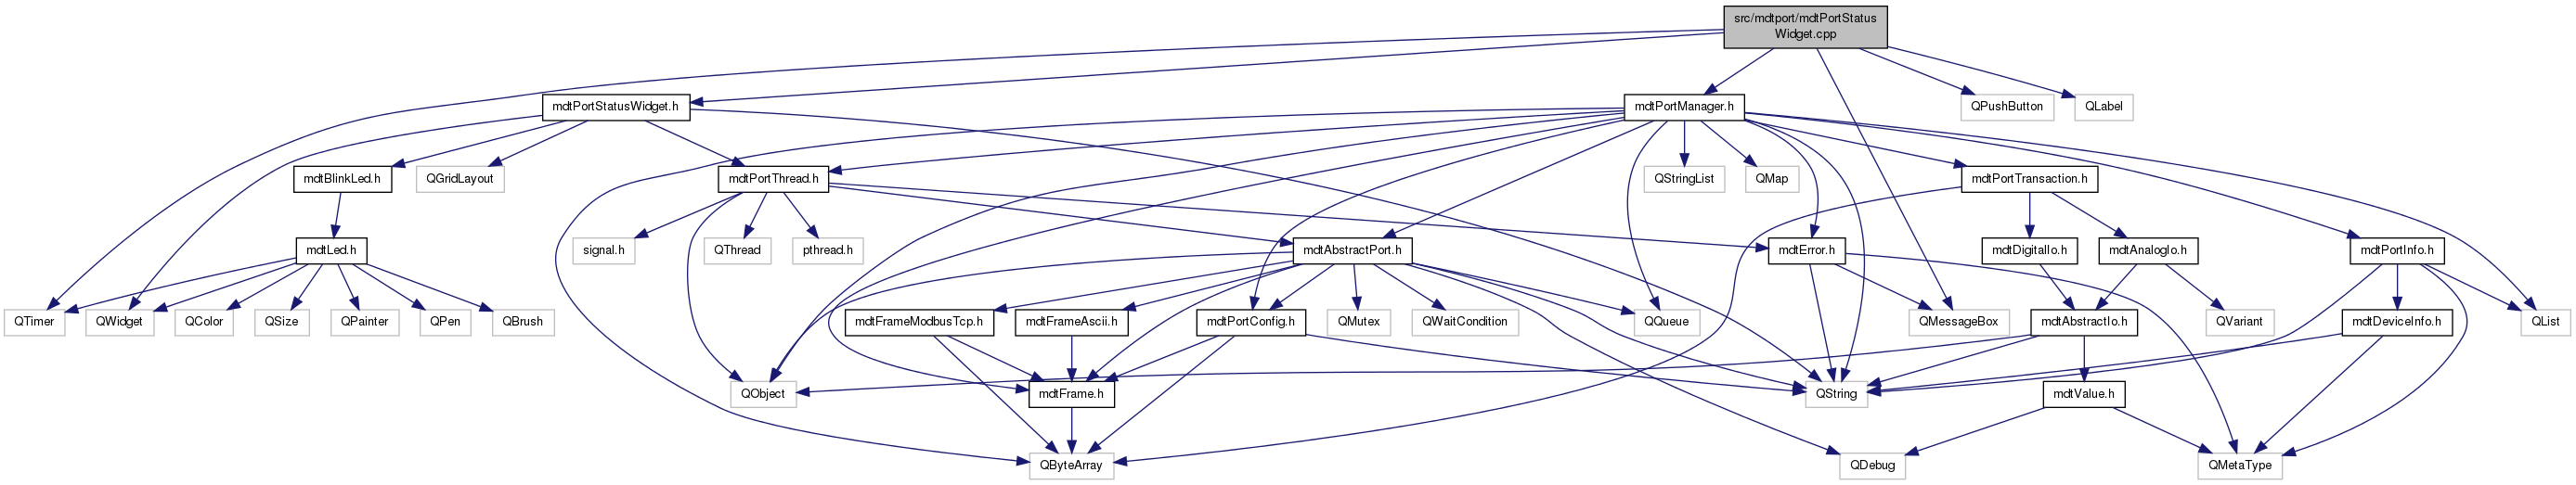 src/mdtport/mdtPortStatus
Widget.cpp
mdtPortStatusWidget.h
mdtPortManager.h
QPushButton
QLabel
mdtBlinkLed.h
QGridLayout
mdtPortThread.h
QStringList
QMap
mdtPortTransaction.h
mdtLed.h
signal.h
QThread
pthread.h
mdtAbstractPort.h
mdtError.h
mdtDigitalIo.h
mdtAnalogIo.h
mdtPortInfo.h
QTimer
QWidget
QColor
QSize
QPainter
QPen
QBrush
mdtFrameModbusTcp.h
mdtFrameAscii.h
mdtPortConfig.h
QMutex
QWaitCondition
QQueue
QMessageBox
mdtAbstractIo.h
QVariant
mdtDeviceInfo.h
QList
QObject
mdtFrame.h
QString
mdtValue.h
QByteArray
QDebug
QMetaType